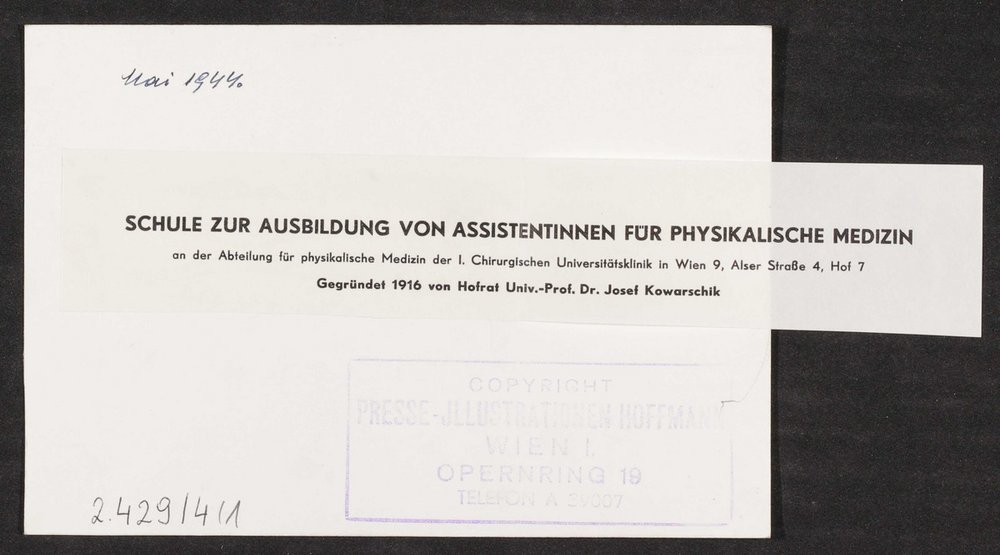 Mai 1944.
SCHULE ZUR AUSBILDUNG VON ASSISTENTINNEN FÜR PHYSIKALISCHE MEDIZIN
an der Abteilung für physikalische Medizin der I. Chirurgischen Universitätsklinik in Wien 9, Alser Straße 4, Hof 7
Gegründet 1916 von Hofrat Univ.-Prof. Dr. Josef Kowarschik
COPYRIGHT
PRESSE-JLLUSTRATIONEN HOFFMANN
WIEN I.
OPERNRING 19
TELEFON A 39007
2.429/4/1